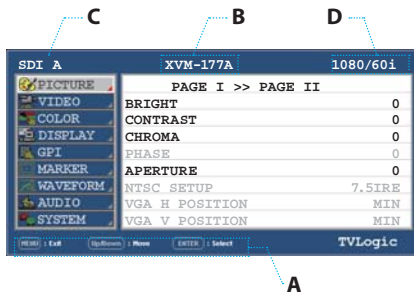 C B D
SDI A XVM-177A 1080/60i
PICTURE PAGE I >> PAGE II
VIDEO BRIGHT 0
COLOR CONTRAST 0
DISPLAY CHROMA 0
GPI PHASE 0
MARKER APERTURE 0
WAVEFORM NTSC SETUP 7.5IRE
AUDIO VGA H POSITION MIN
SYSTEM VGA V POSITION MIN
MENU : Exit Up/Down : Move ENTER : Select TVLogic
A